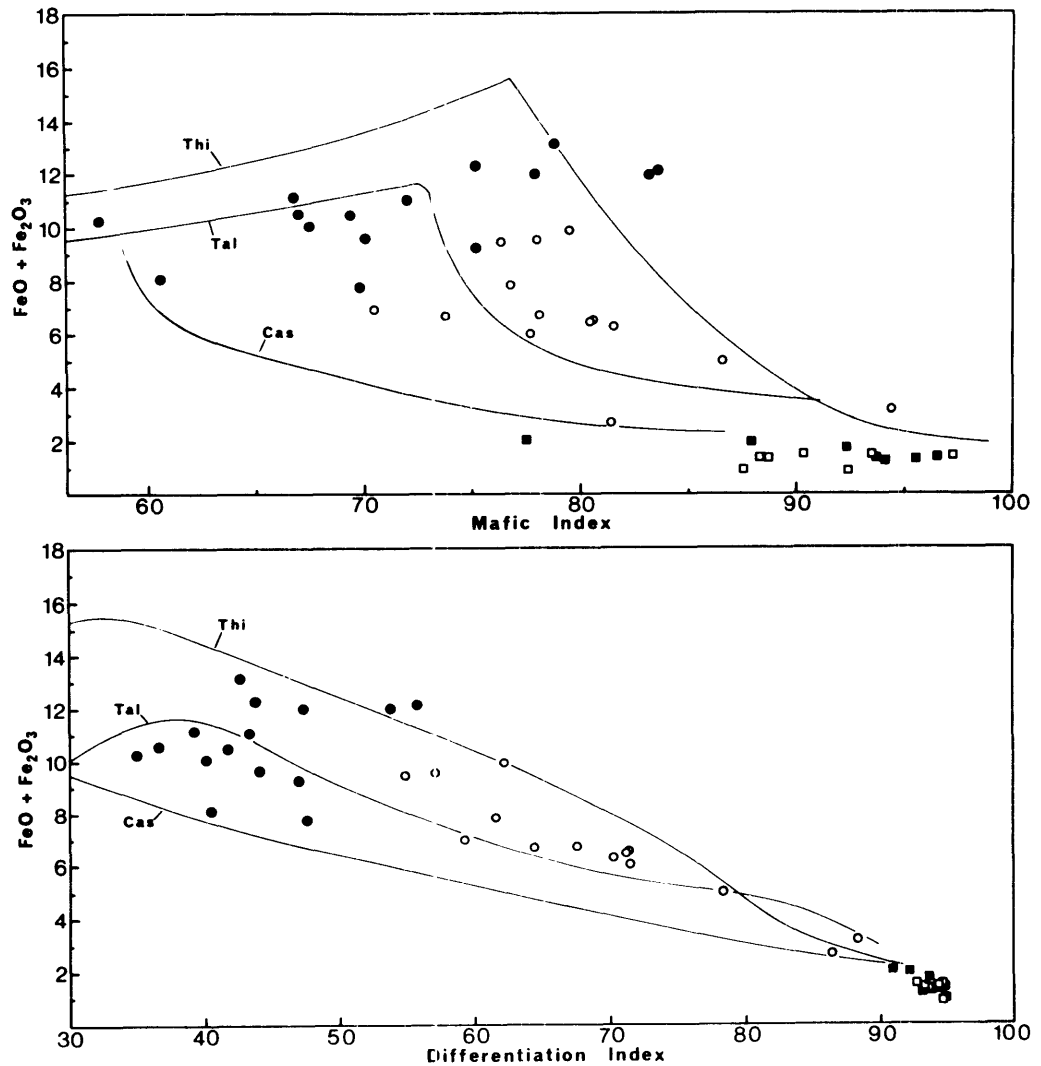 18
16
14
12
10
8
6
4
2
FeO + Fe₂O₃
Thi
Tal
Cas
60 70 80 90 100
Mafic Index
18
16
14
12
10
8
6
4
2
FeO + Fe₂O₃
Thi
Tal
Cas
30 40 50 60 70 80 90 100
Differentiation Index